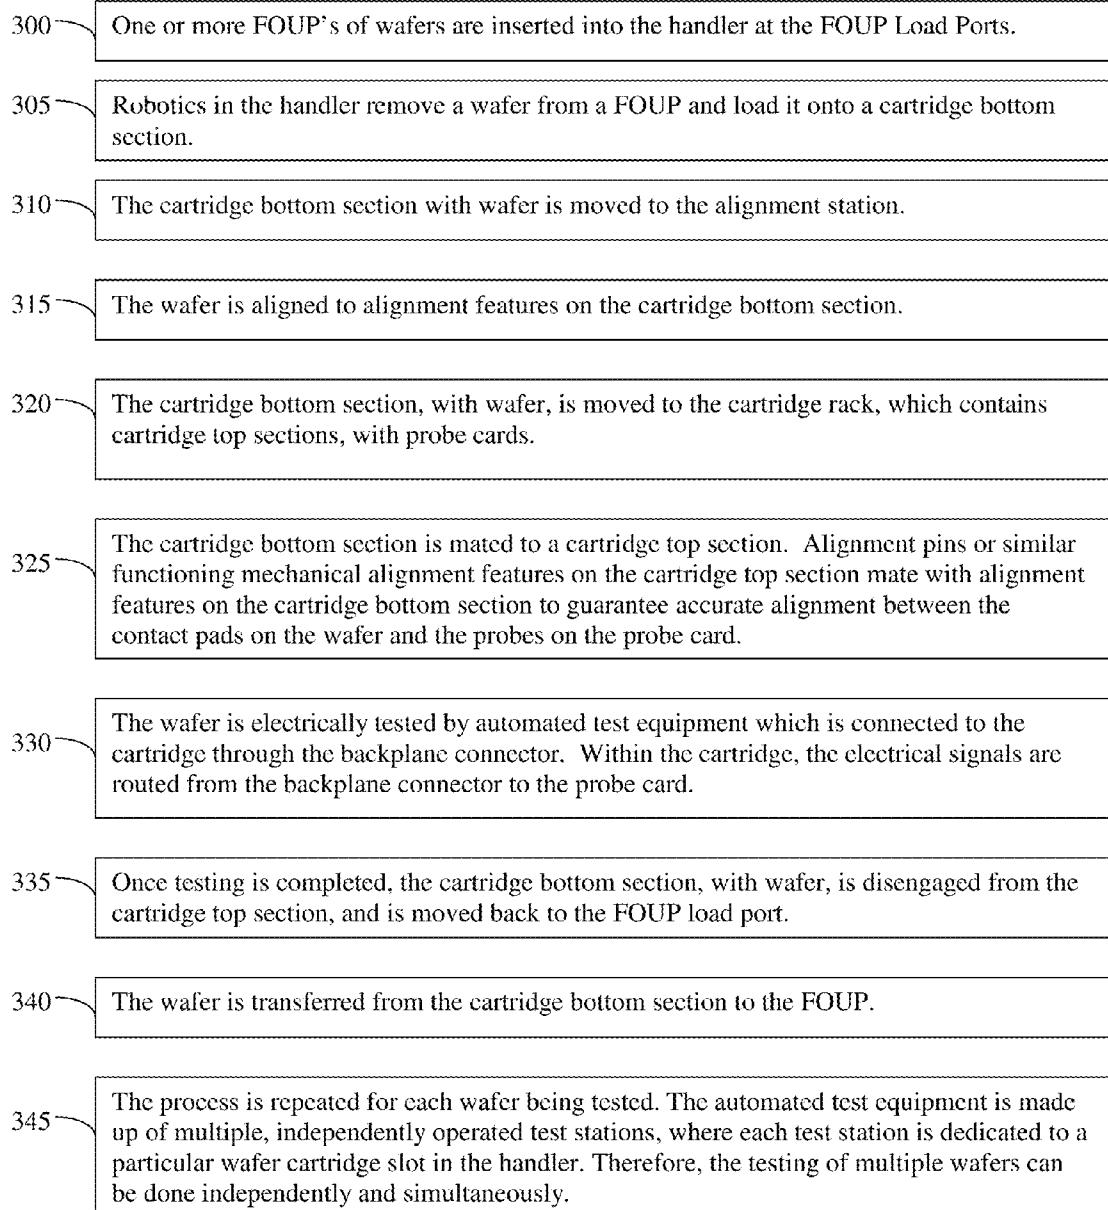 300 One or more FOUP's of wafers are inserted into the handler at the FOUP Load Ports.
305 Robotics in the handler remove a wafer from a FOUP and load it onto a cartridge bottom
section.
310 The cartridge bottom section with wafer is moved to the alignment station.
315 The wafer is aligned to alignment features on the cartridge bottom section.
320 The cartridge bottom section, with wafer, is moved to the cartridge rack, which contains
cartridge top sections, with probe cards.
325 The cartridge bottom section is mated to a cartridge top section. Alignment pins or similar
functioning mechanical alignment features on the cartridge top section mate with alignment
features on the cartridge bottom section to guarantee accurate alignment between the
contact pads on the wafer and the probes on the probe card.
330 The wafer is electrically tested by automated test equipment which is connected to the
cartridge through the backplane connector. Within the cartridge, the electrical signals are
routed from the backplane connector to the probe card.
335 Once testing is completed, the cartridge bottom section, with wafer, is disengaged from the
cartridge top section, and is moved back to the FOUP load port.
340 The wafer is transferred from the cartridge bottom section to the FOUP.
345 The process is repeated for each wafer being tested. The automated test equipment is made
up of multiple, independently operated test stations, where each test station is dedicated to a
particular wafer cartridge slot in the handler. Therefore, the testing of multiple wafers can
be done independently and simultaneously.